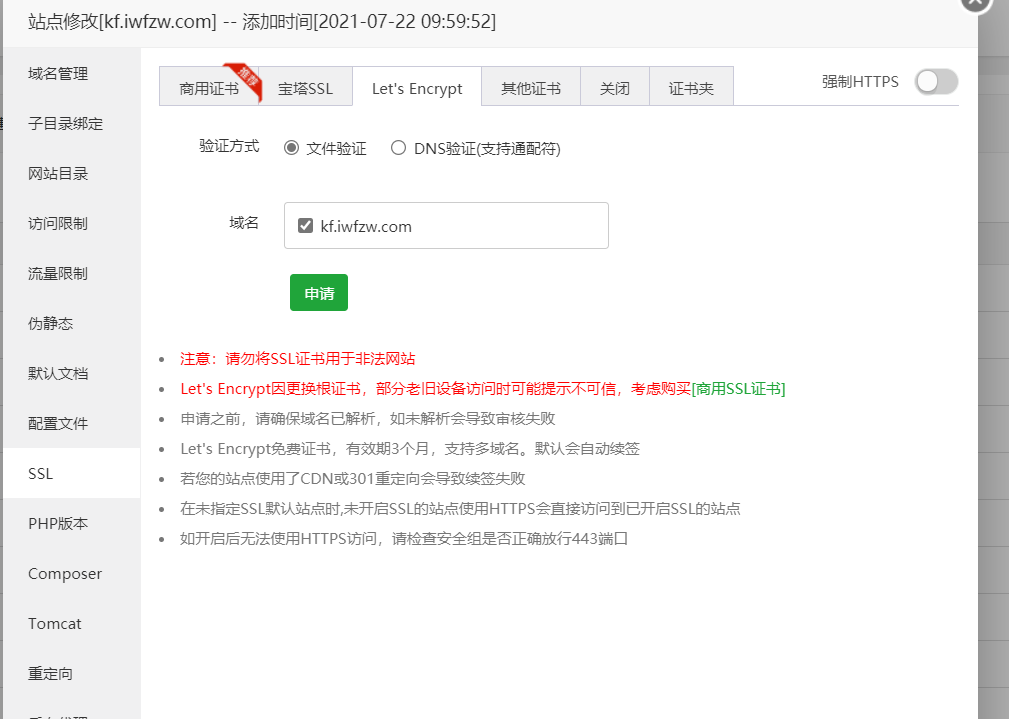 站点修改[kf.iwfzw.com] -- 添加时间[2021-07-22 09:59:52]
域名管理
子目录绑定
网站目录
访问限制
流量限制
伪静态
默认文档
配置文件
SSL
PHP版本
Composer
Tomcat
重定向
商用证书 推荐 宝塔SSL Let's Encrypt 其他证书 关闭 证书夹 强制HTTPS
验证方式 文件验证 DNS验证(支持通配符)
域名 kf.iwfzw.com
申请
注意：请勿将SSL证书用于非法网站
Let's Encrypt因更换根证书，部分老旧设备访问时可能提示不可信，考虑购买[商用SSL证书]
申请之前，请确保域名已解析，如未解析会导致审核失败
Let's Encrypt免费证书，有效期3个月，支持多域名。默认会自动续签
若您的站点使用了CDN或301重定向会导致续签失败
在未指定SSL默认站点时,未开启SSL的站点使用HTTPS会直接访问到已开启SSL的站点
如开启后无法使用HTTPS访问，请检查安全组是否正确放行443端口